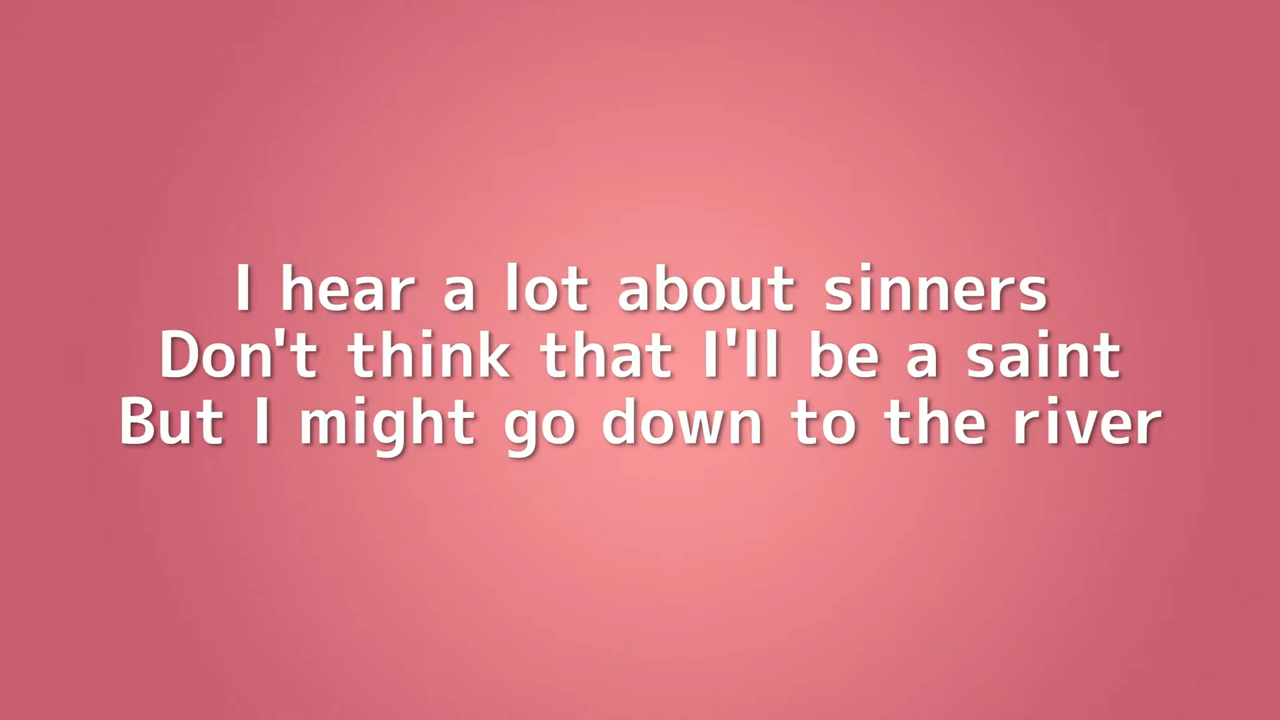 I hear a lot about sinners
Don't think that I'll be a saint
But I might go down to the river